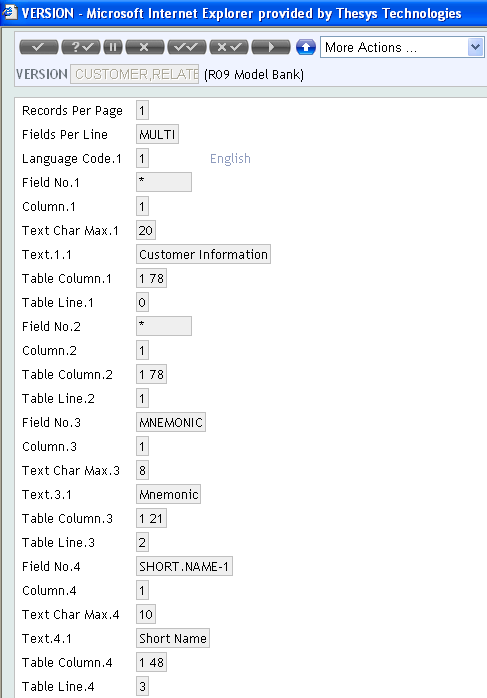 VERSION - Microsoft Internet Explorer provided by Thesys Technologies
More Actions ...
VERSION CUSTOMER,RELATE (R09 Model Bank)
Records Per Page 1
Fields Per Line MULTI
Language Code.1 1 English
Field No.1 *
Column.1 1
Text Char Max.1 20
Text.1.1 Customer Information
Table Column.1 1 78
Table Line.1 0
Field No.2 *
Column.2 1
Table Column.2 1 78
Table Line.2 1
Field No.3 MNEMONIC
Column.3 1
Text Char Max.3 8
Text.3.1 Mnemonic
Table Column.3 1 21
Table Line.3 2
Field No.4 SHORT.NAME-1
Column.4 1
Text Char Max.4 10
Text.4.1 Short Name
Table Column.4 1 48
Table Line.4 3